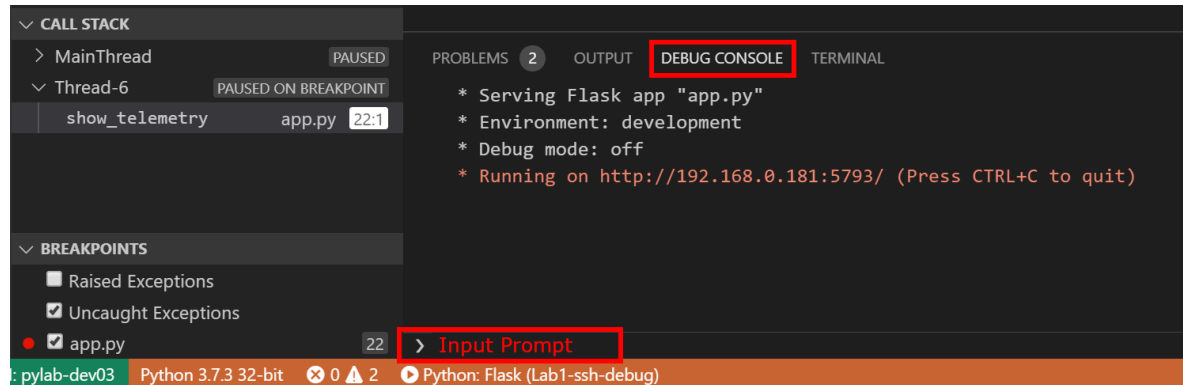 CALL STACK
MainThread PAUSED
Thread-6 PAUSED ON BREAKPOINT
show_telemetry app.py 22:1
BREAKPOINTS
Raised Exceptions
Uncaught Exceptions
app.py 22
PROBLEMS 2 OUTPUT DEBUG CONSOLE TERMINAL
* Serving Flask app "app.py"
* Environment: development
* Debug mode: off
* Running on http://192.168.0.181:5793/ (Press CTRL+C to quit)
> Input Prompt
: pylab-dev03 Python 3.7.3 32-bit 0 2 Python: Flask (Lab1-ssh-debug)